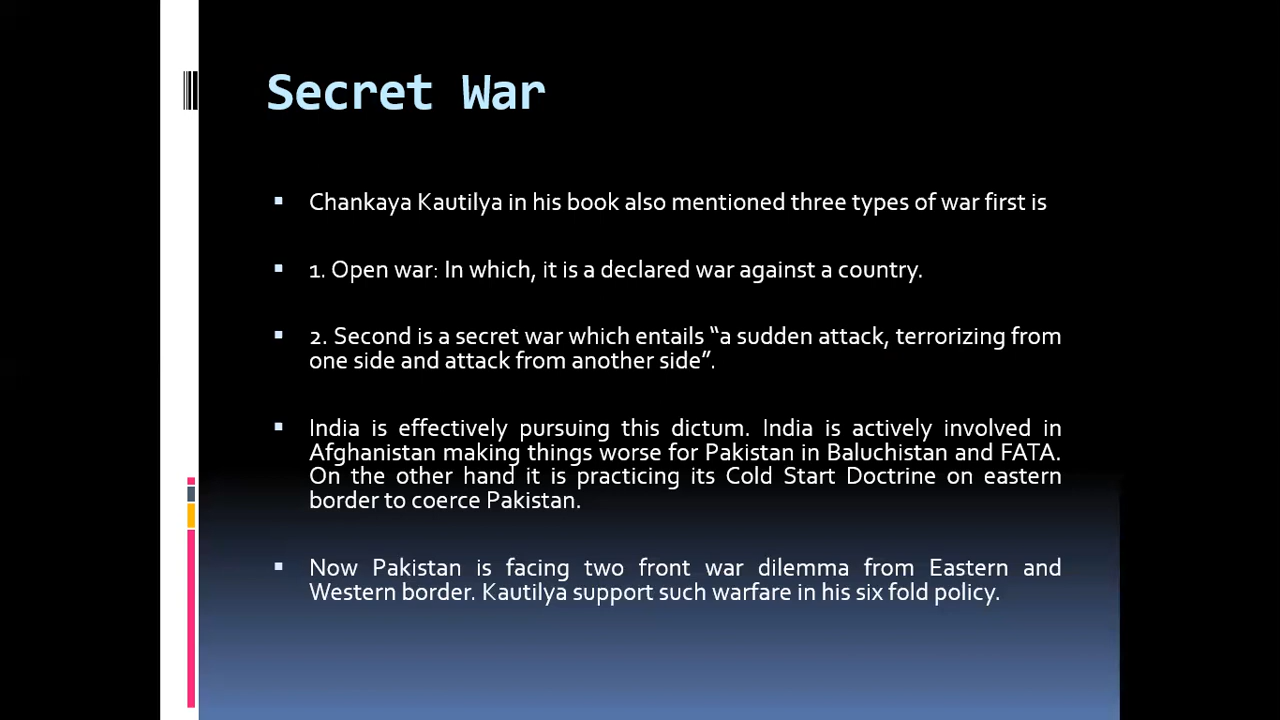 Secret War
▪ Chankaya Kautilya in his book also mentioned three types of war first is
▪ 1. Open war: In which, it is a declared war against a country.
▪ 2. Second is a secret war which entails “a sudden attack, terrorizing from
one side and attack from another side”.
▪ India is effectively pursuing this dictum. India is actively involved in
Afghanistan making things worse for Pakistan in Baluchistan and FATA.
On the other hand it is practicing its Cold Start Doctrine on eastern
border to coerce Pakistan.
▪ Now Pakistan is facing two front war dilemma from Eastern and
Western border. Kautilya support such warfare in his six fold policy.